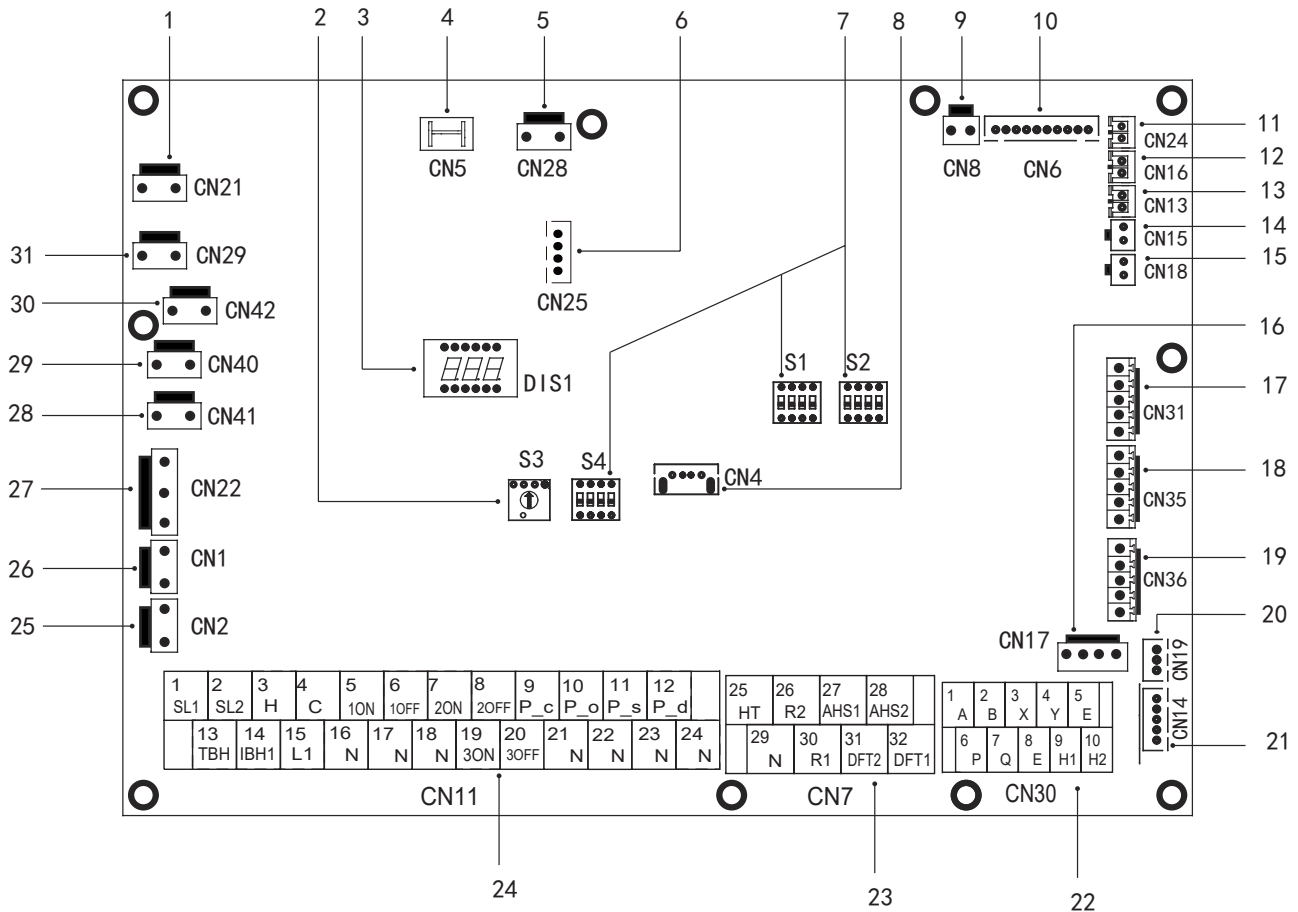 1 2 3 4 5 6 7 8 9 10
CN5 CN28 CN8 CN6
CN24 11
CN16 12
CN21 CN13 13
CN15 14
31 CN29 CN18 15
CN25
30 CN42
16
29 CN40 S1 S2
DIS1 17
28 CN41 CN31
S3 S4 CN4
27 CN22 18
CN35
26 CN1 19
CN36
25 CN2 20
CN17 CN19
1 2 3 4 5 6 7 8 9 10 11 12
SL1 SL2 H C 1ON 1OFF 2ON 2OFF P_c P_o P_s P_d
13 14 15 16 17 18 19 20 21 22 23 24
TBH IBH1 L1 N N N 3ON 3OFF N N N N
CN11
25 26 27 28
HT R2 AHS1 AHS2
29 30 31 32
N R1 DFT2 DFT1
CN7
1 2 3 4 5
A B X Y E
6 7 8 9 10
P Q E H1 H2
CN30
CN14
21
24 23 22